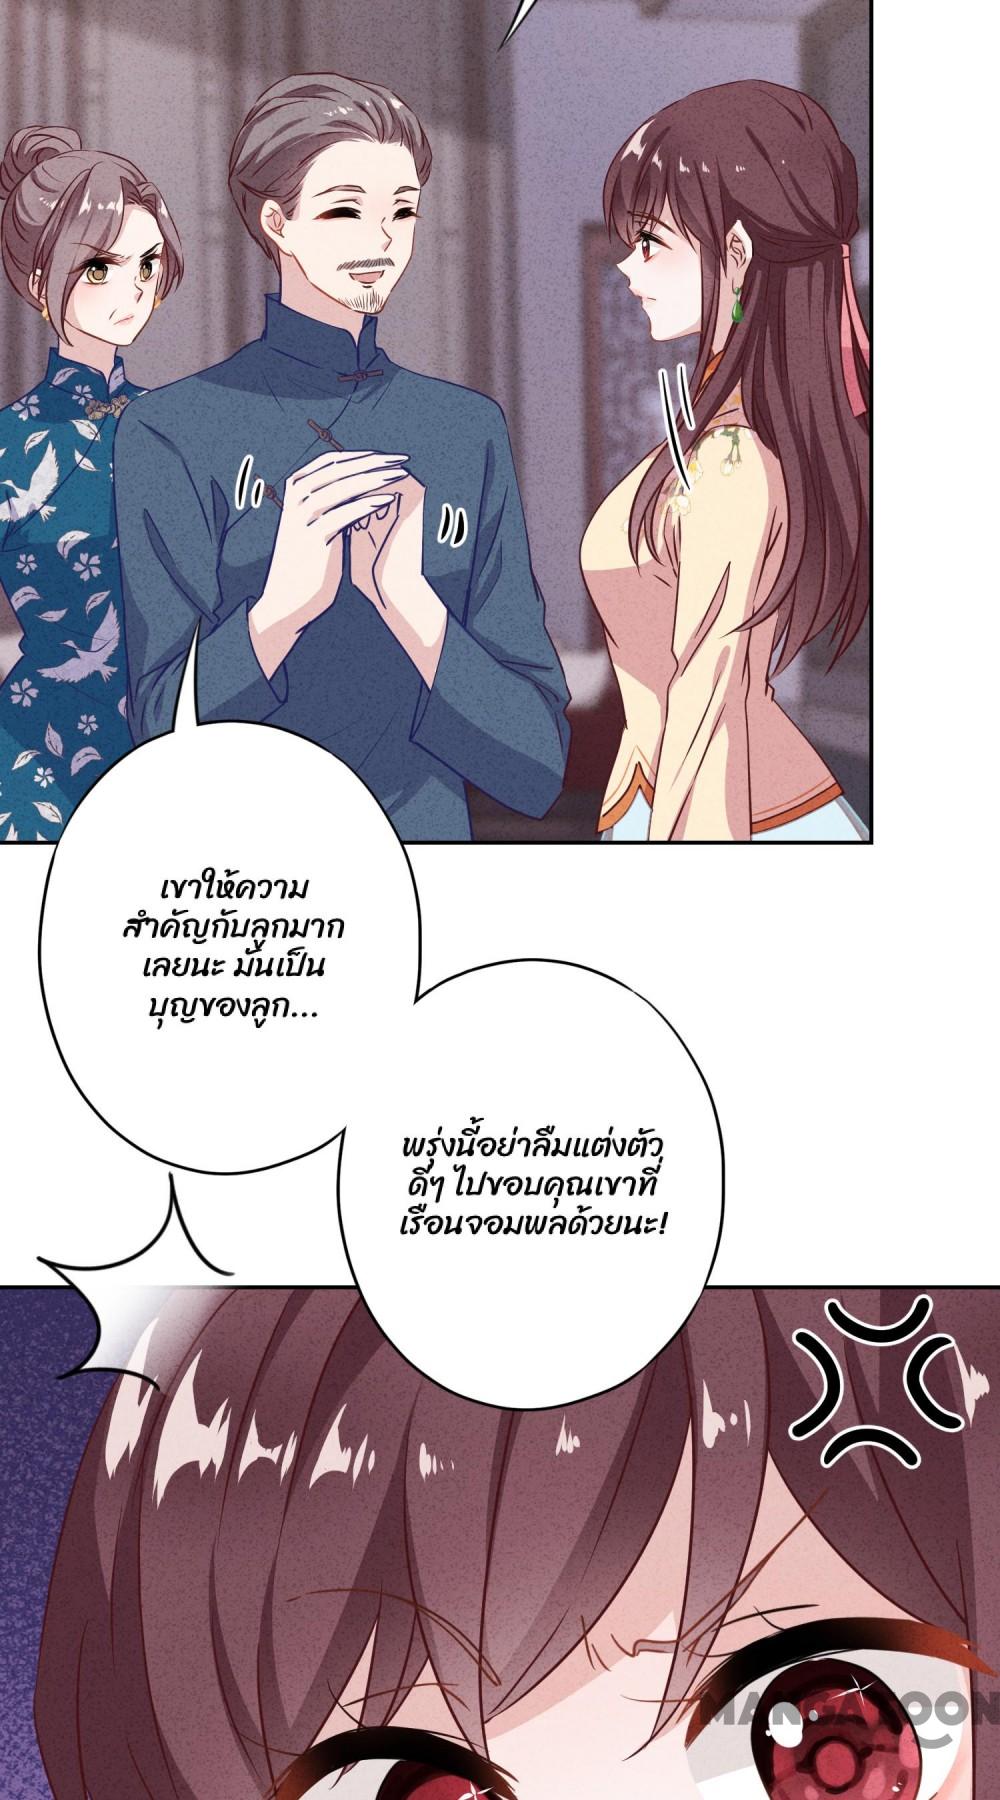 เขาให้ความ
สำคัญกับลูกมาก
เลยนะ มันเป็น
บุญของลูก...
พรุ่งนี้อย่าลืมแต่งตัว
ดีๆ ไปขอบคุณเขาที่
เรือนจอมพลด้วยนะ!
MANGATOON